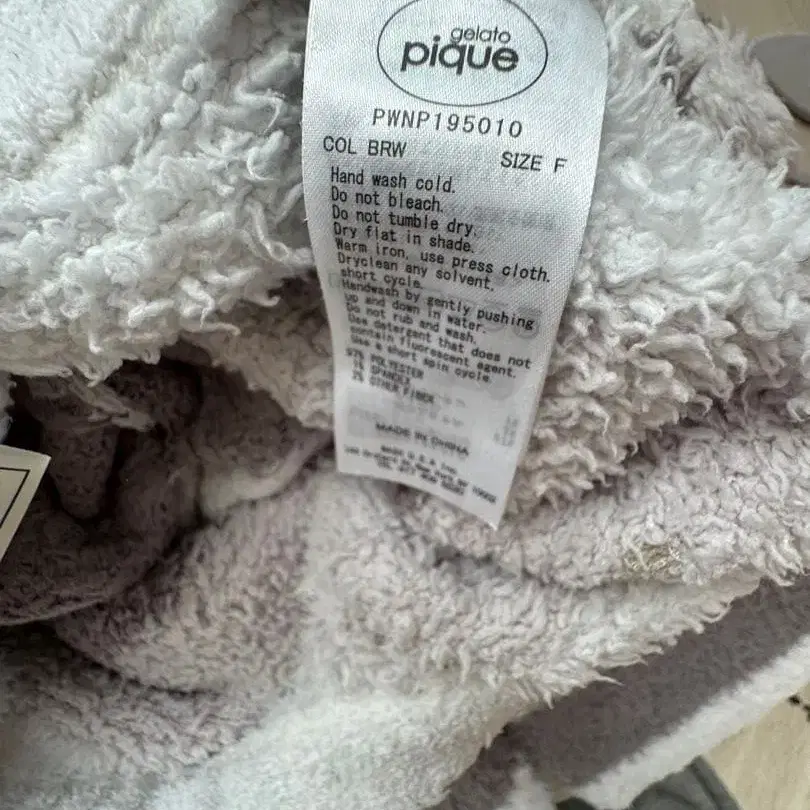 gelato
pique
PWNP195010
COL BRW SIZE F
Hand wash cold.
Do not bleach.
Do not tumble dry.
Dry flat in shade.
Warm iron, use press cloth.
Dryclean any solvent,
short cycle.
Handwash by gently pushing
up and down in water.
Do not rub and wash.
Use detergent that does not
contain fluorescent agent.
Use a short spin cycle.
POLYESTER
SPANDEX
2% OTHER FIBER
MADE IN CHINA